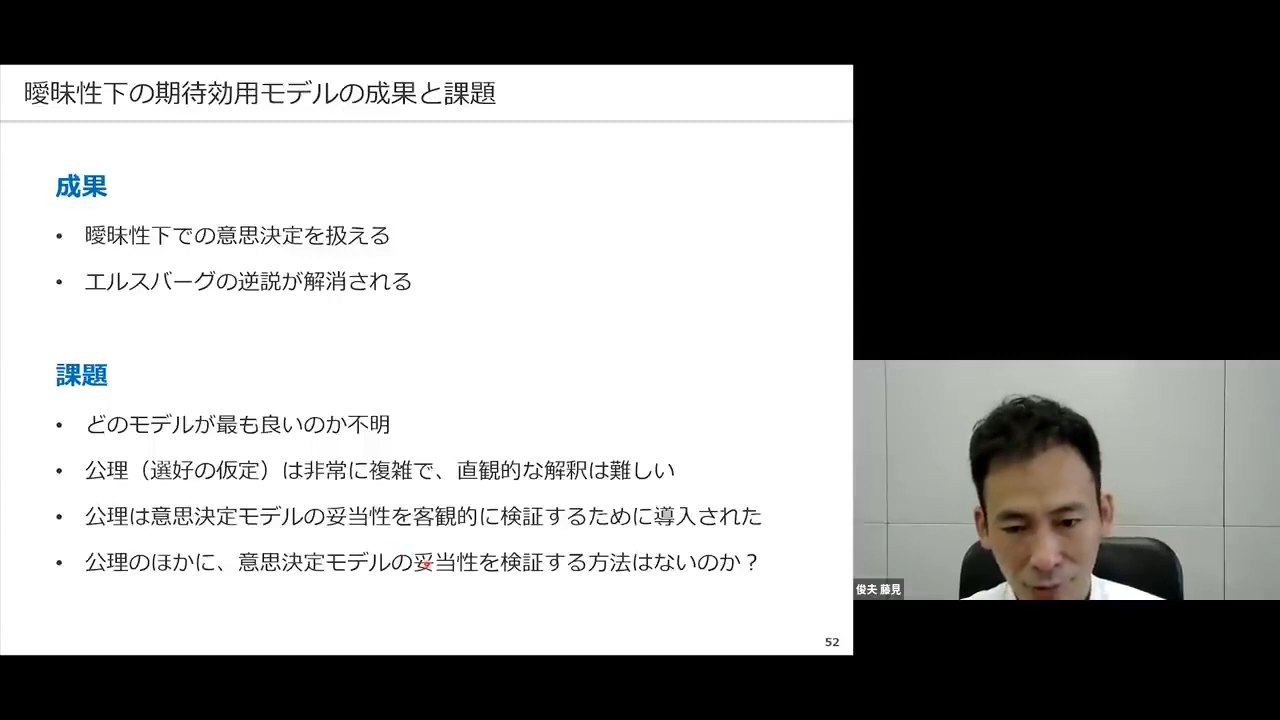 曖昧性下の期待効用モデルの成果と課題
成果
• 曖昧性下での意思決定を扱える
• エルスバーグの逆説が解消される
課題
• どのモデルが最も良いのか不明
• 公理（選好の仮定）は非常に複雑で、直観的な解釈は難しい
• 公理は意思決定モデルの妥当性を客観的に検証するために導入された
• 公理のほかに、意思決定モデルの妥当性を検証する方法はないのか？
52
俊夫 藤見